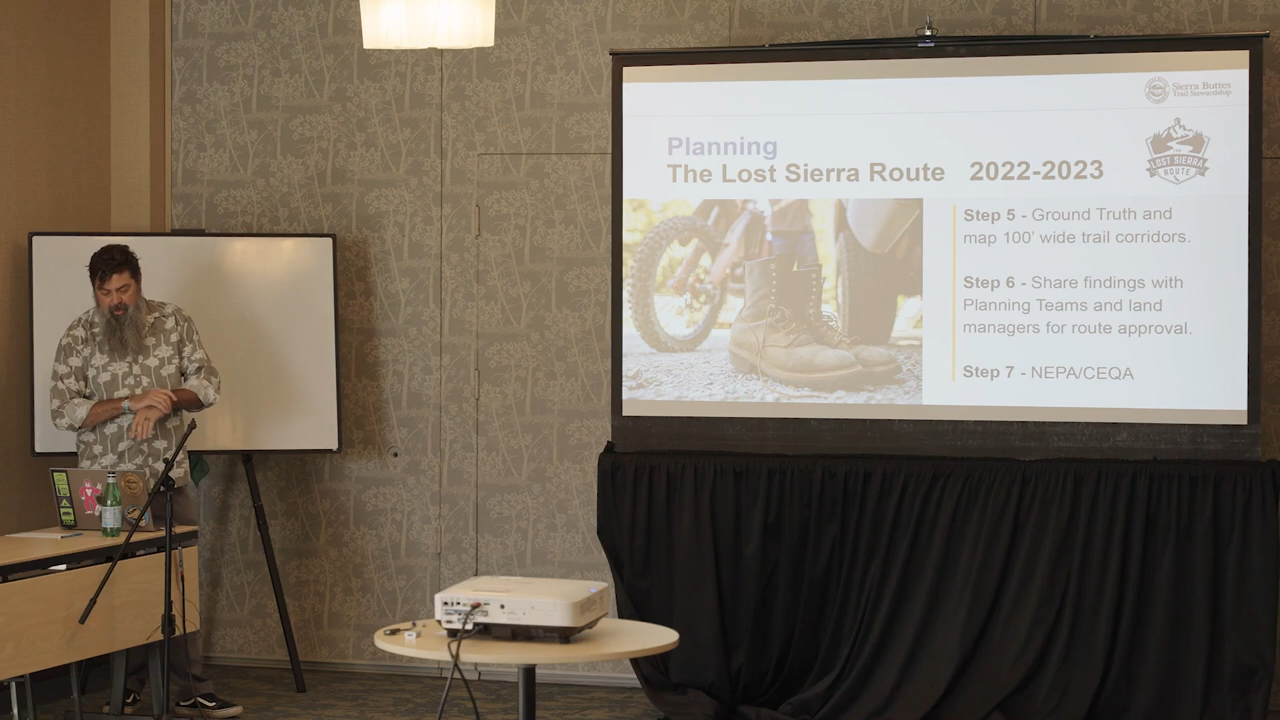 Sierra Buttes
Trail Stewardship
Planning
The Lost Sierra Route 2022-2023
THE
LOST SIERRA
ROUTE
Step 5 - Ground Truth and
map 100' wide trail corridors.
Step 6 - Share findings with
Planning Teams and land
managers for route approval.
Step 7 - NEPA/CEQA